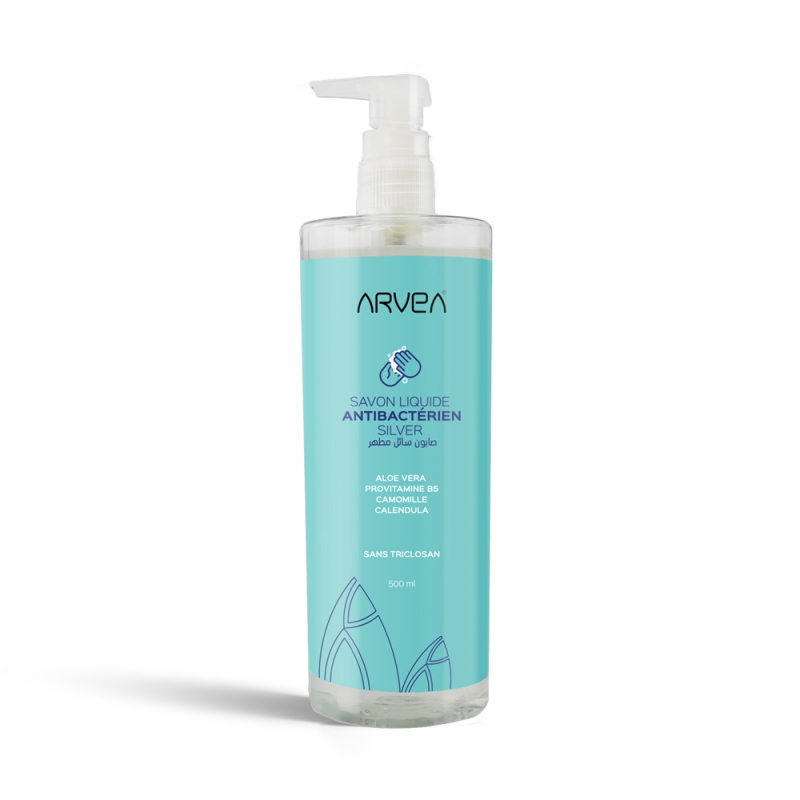 ARVEA
SAVON LIQUIDE
ANTIBACTÉRIEN
SILVER
صابون سائل مطهر
ALOE VERA
PROVITAMINE B5
CAMOMILLE
CALENDULA
SANS TRICLOSAN
500 ml